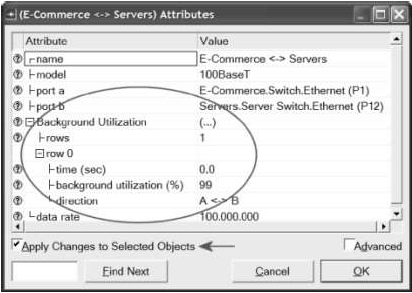 (E-Commerce <-> Servers) Attributes
Attribute Value
name E-Commerce <-> Servers
model 100BaseT
port a E-Commerce.Switch.Ethernet (P1)
port b Servers.Server Switch.Ethernet (P12)
Background Utilization (...)
rows 1
row 0
time (sec) 0.0
background utilization (%) 99
direction A <-> B
data rate 100.000.000
Apply Changes to Selected Objects Advanced
Find Next Cancel OK